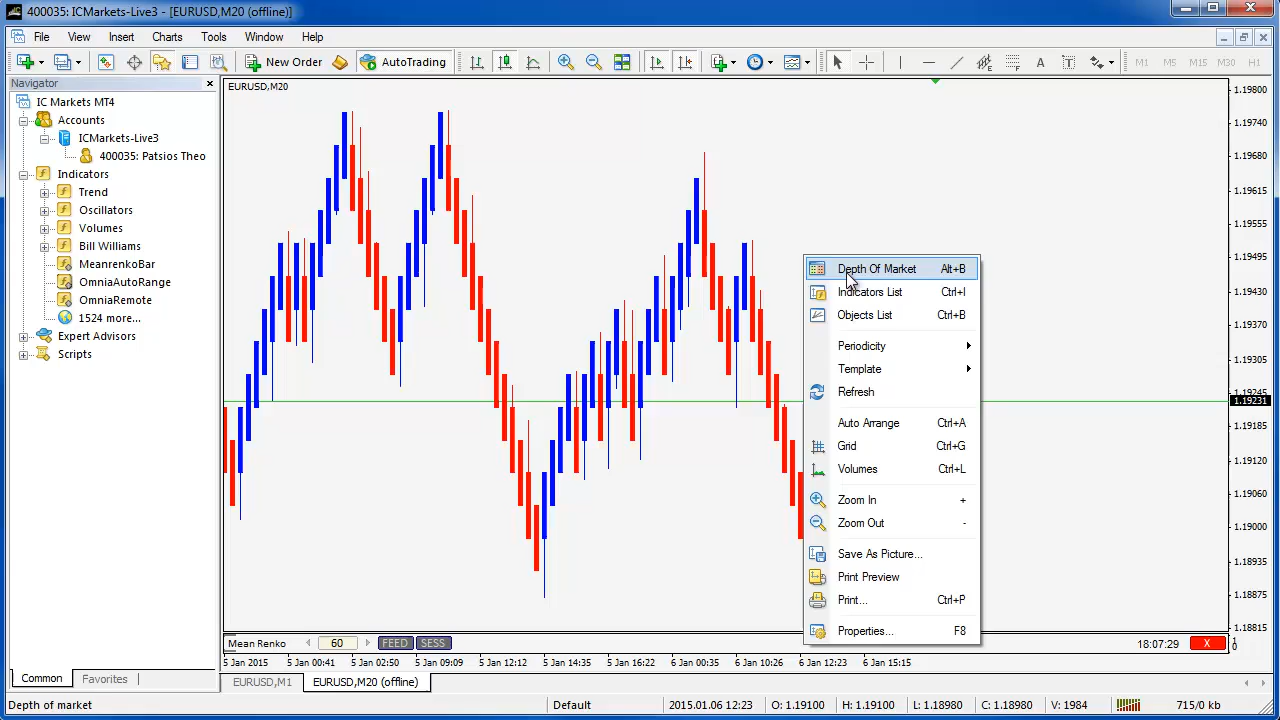 400035: ICMarkets-Live3 - [EURUSD,M20 (offline)]
File View Insert Charts Tools Window Help
New Order AutoTrading M1 M5 M15 M30 H1
Navigator
EURUSD,M20
IC Markets MT4
Accounts
ICMarkets-Live3
400035: Patsios Theo
Indicators
Trend
Oscillators
Volumes
Bill Williams
MeanrenkoBar
OmniaAutoRange
OmniaRemote
1524 more...
Expert Advisors
Scripts
Common Favorites
Depth Of Market Alt+B
Indicators List Ctrl+I
Objects List Ctrl+B
Periodicity
Template
Refresh
Auto Arrange Ctrl+A
Grid Ctrl+G
Volumes Ctrl+L
Zoom In +
Zoom Out -
Save As Picture...
Print Preview
Print... Ctrl+P
Properties... F8
1.19800
1.19740
1.19680
1.19615
1.19555
1.19495
1.19430
1.19370
1.19305
1.19245
1.19231
1.19185
1.19120
1.19060
1.19000
1.18935
1.18875
1.18815
Mean Renko 60 FEED SESS 18:07:29 X
1
0
5 Jan 2015 5 Jan 00:41 5 Jan 02:50 5 Jan 09:09 5 Jan 12:12 5 Jan 14:35 5 Jan 16:22 6 Jan 00:35 6 Jan 10:26 6 Jan 12:23 6 Jan 15:15
EURUSD,M1 EURUSD,M20 (offline)
Depth of market Default 2015.01.06 12:23 O: 1.19100 H: 1.19100 L: 1.18980 C: 1.18980 V: 1984 715/0 kb